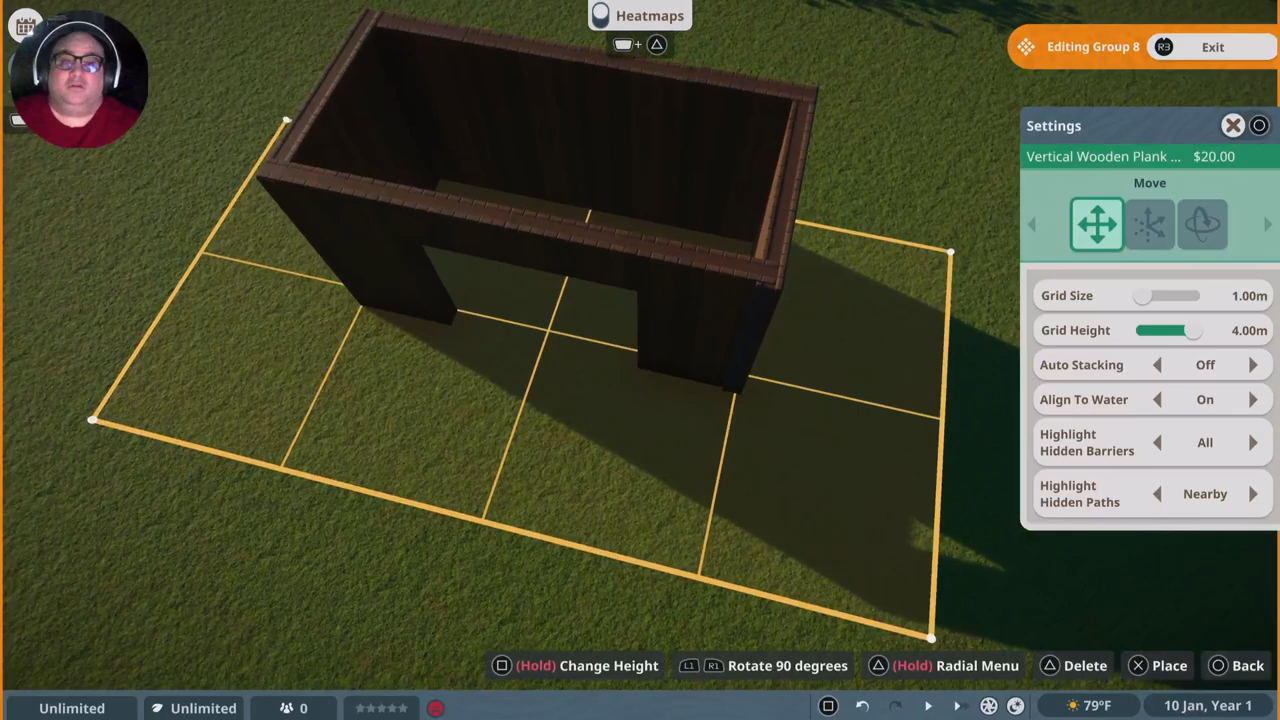 Heatmaps
+
Editing Group 8
R3
Exit
Settings
Vertical Wooden Plank ... $20.00
Move
Grid Size 1.00m
Grid Height 4.00m
Auto Stacking Off
Align To Water On
Highlight
Hidden Barriers
All
Highlight
Hidden Paths
Nearby
(Hold) Change Height
L1 R1 Rotate 90 degrees
(Hold) Radial Menu
Delete
Place
Back
Unlimited
Unlimited
0
79°F
10 Jan, Year 1